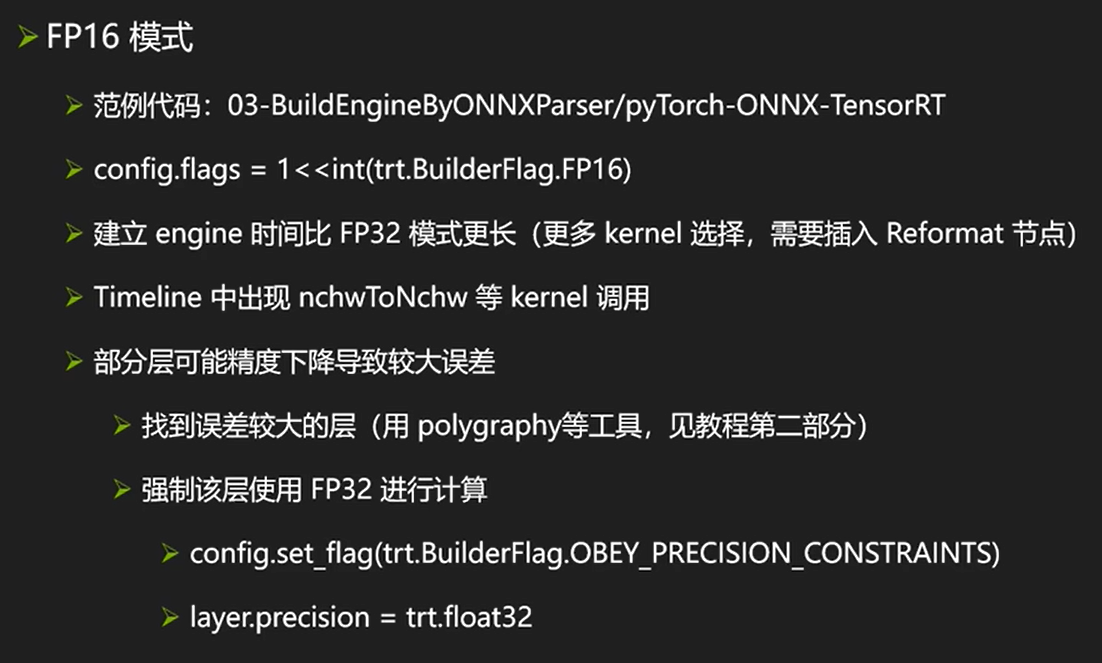 FP16 模式
范例代码：03-BuildEngineByONNXParser/pyTorch-ONNX-TensorRT
config.flags = 1<<int(trt.BuilderFlag.FP16)
建立 engine 时间比 FP32 模式更长（更多 kernel 选择，需要插入 Reformat 节点）
Timeline 中出现 nchwToNchw 等 kernel 调用
部分层可能精度下降导致较大误差
找到误差较大的层（用 polygraphy等工具，见教程第二部分）
强制该层使用 FP32 进行计算
config.set_flag(trt.BuilderFlag.OBEY_PRECISION_CONSTRAINTS)
layer.precision = trt.float32